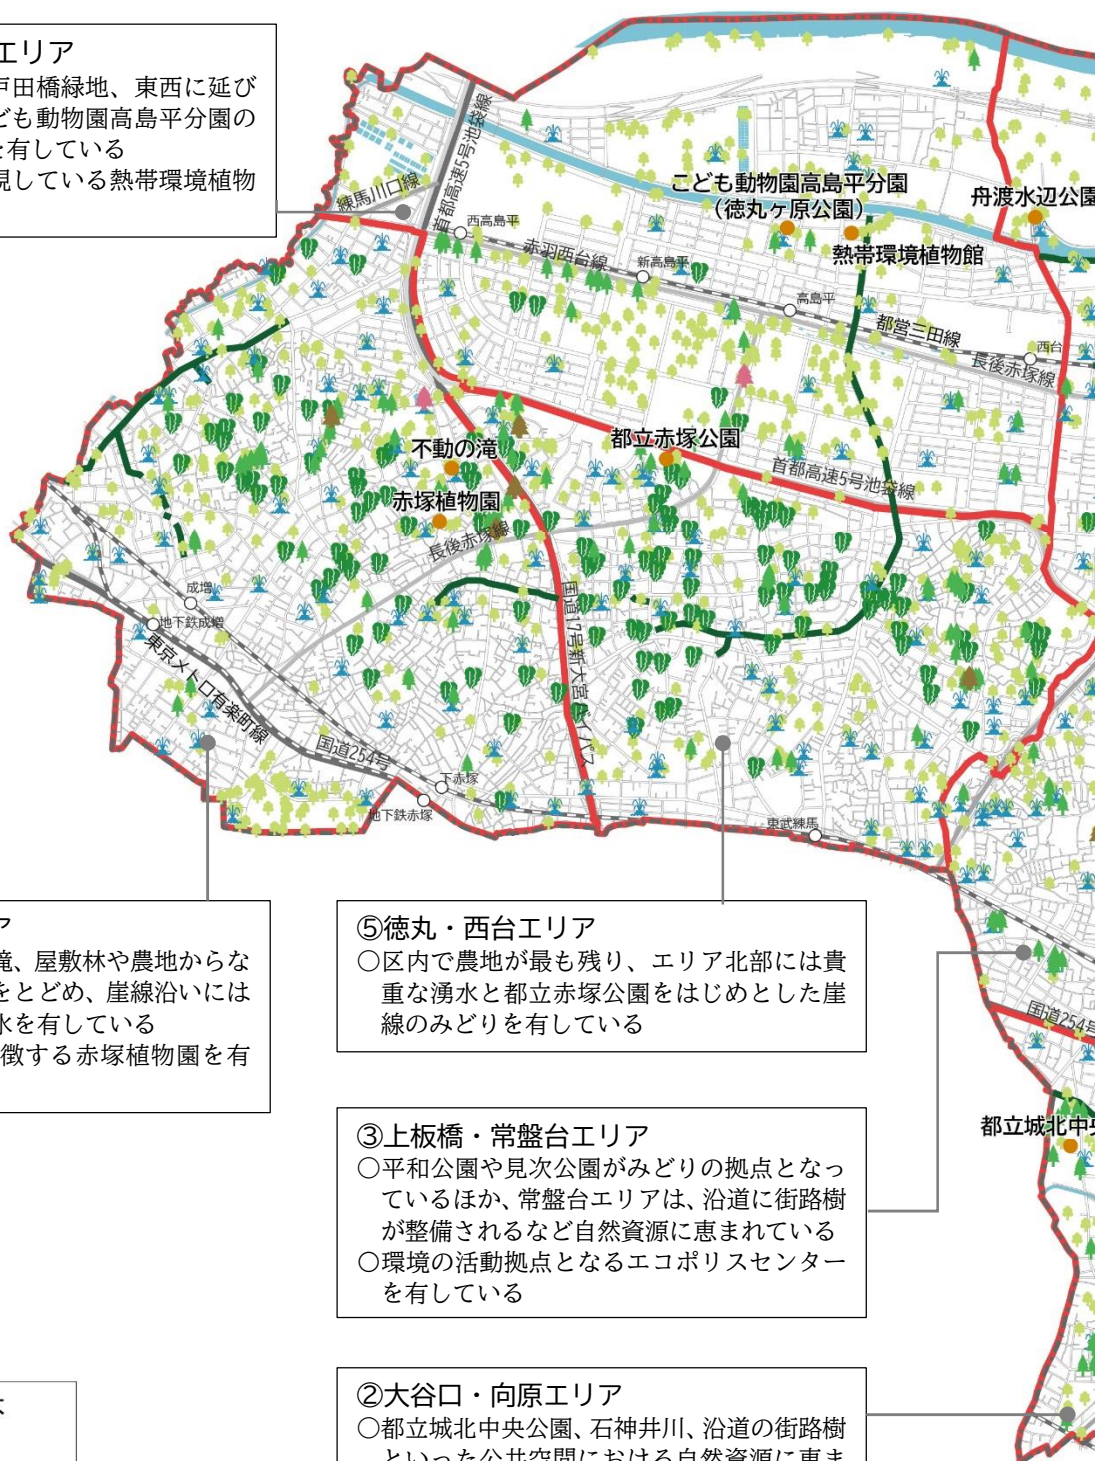 エリア
戸田橋緑地、東西に延び
ども動物園高島平分園の
を有している
現している熱帯環境植物
練馬川口線
首都高速5号池袋線
西高島平
赤羽西台線
新高島平
こども動物園高島平分園
（徳丸ヶ原公園）
熱帯環境植物館
舟渡水辺公園
高島平
都営三田線
西台
長後赤塚線
不動の滝
都立赤塚公園
首都高速5号池袋線
赤塚植物園
長後赤塚線
成増
地下鉄成増
東京メトロ有楽町線
国道17号新大宮バイパス
国道254号
下赤塚
地下鉄赤塚
東武練馬
ア
滝、屋敷林や農地からな
をとどめ、崖線沿いには
水を有している
徴する赤塚植物園を有
⑤徳丸・西台エリア
○区内で農地が最も残り、エリア北部には貴
重な湧水と都立赤塚公園をはじめとした崖
線のみどりを有している
国道254号
③上板橋・常盤台エリア
○平和公園や見次公園がみどりの拠点となっ
ているほか、常盤台エリアは、沿道に街路樹
が整備されるなど自然資源に恵まれている
○環境の活動拠点となるエコポリスセンター
を有している
都立城北中央
②大谷口・向原エリア
○都立城北中央公園、石神井川、沿道の街路樹
といった公共空間における自然資源に恵ま